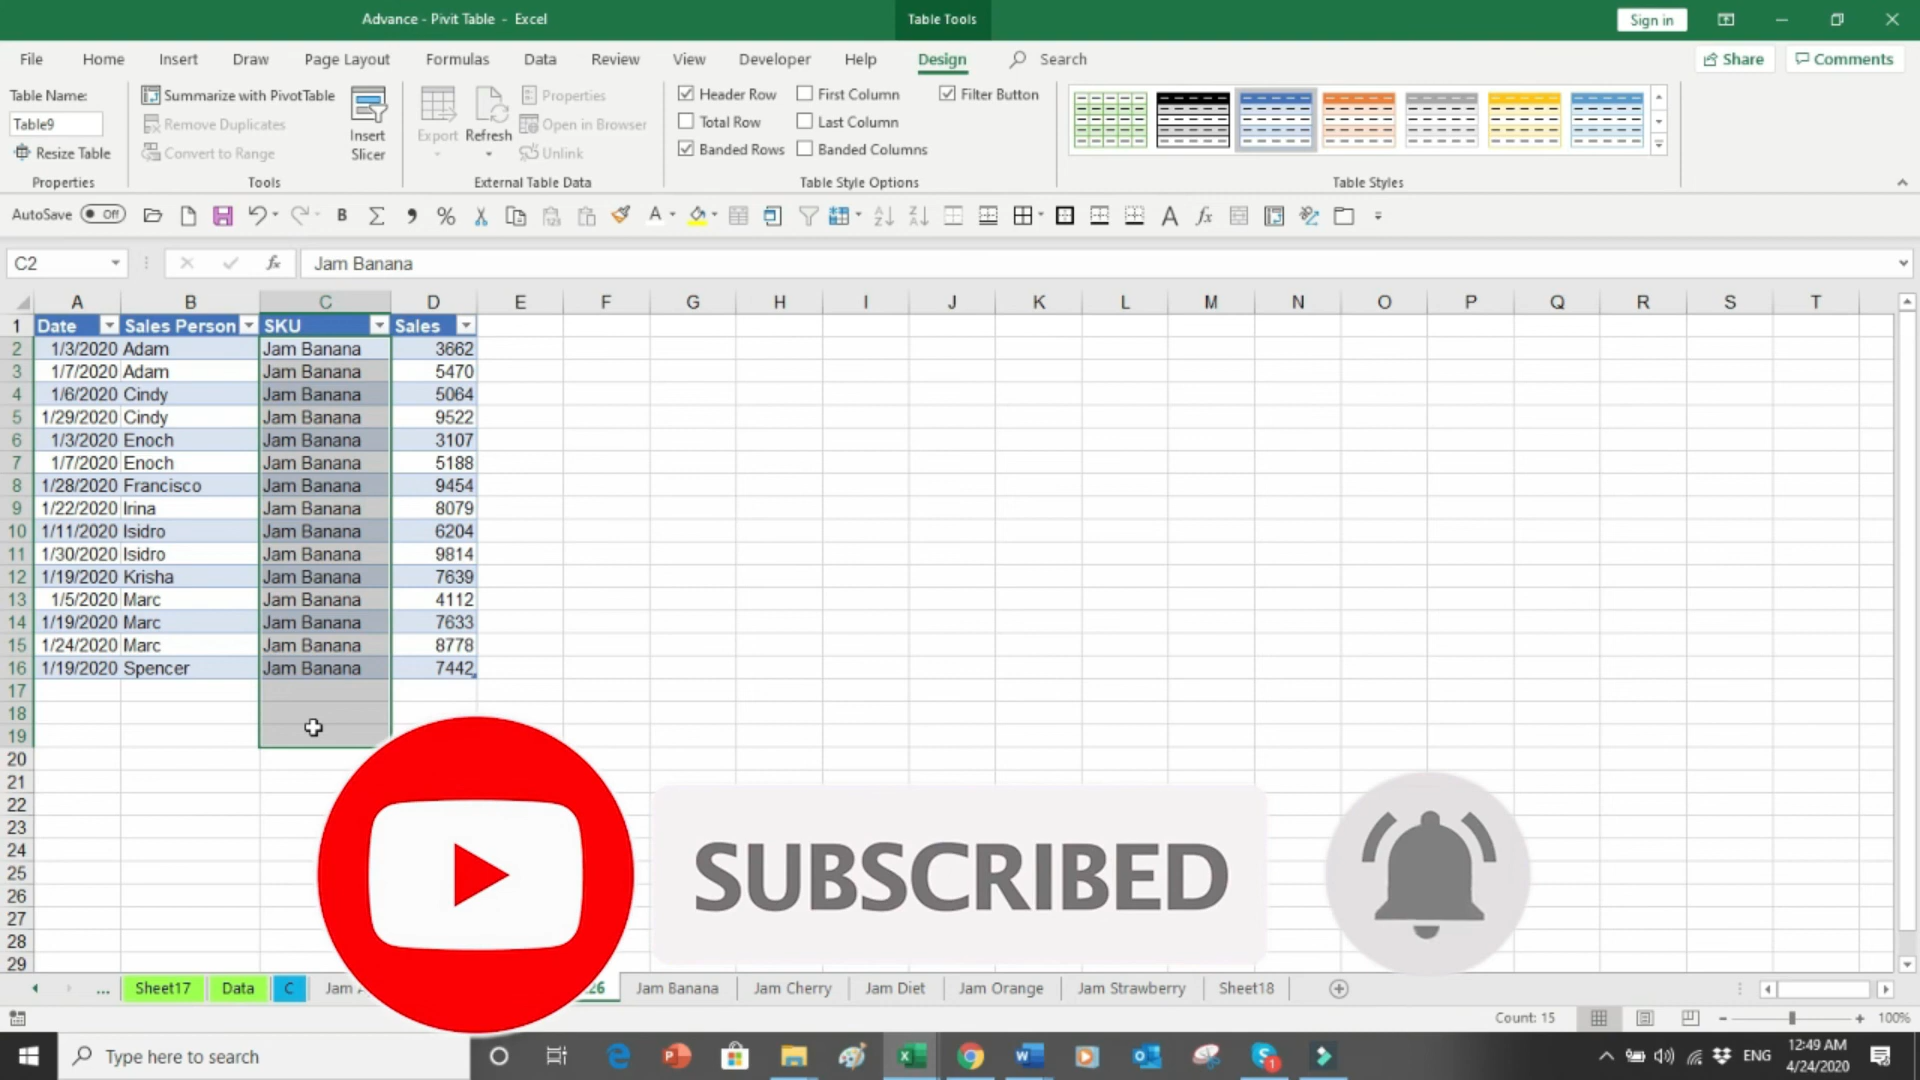 Advance - Pivit Table - Excel
Table Tools
Sign in
File Home Insert Draw Page Layout Formulas Data Review View Developer Help Design Search
Share Comments
Table Name:
Table9
Resize Table
Properties
Summarize with PivotTable
Remove Duplicates
Convert to Range
Tools
Insert
Slicer
Export
Refresh
Properties
Open in Browser
Unlink
External Table Data
Header Row First Column Filter Button
Total Row Last Column
Banded Rows Banded Columns
Table Style Options
Table Styles
AutoSave Off
C2
fx
Jam Banana
A B C D E F G H I J K L M N O P Q R S T
1 Date Sales Person SKU Sales
2 1/3/2020 Adam Jam Banana 3662
3 1/7/2020 Adam Jam Banana 5470
4 1/6/2020 Cindy Jam Banana 5064
5 1/29/2020 Cindy Jam Banana 9522
6 1/3/2020 Enoch Jam Banana 3107
7 1/7/2020 Enoch Jam Banana 5188
8 1/28/2020 Francisco Jam Banana 9454
9 1/22/2020 Irina Jam Banana 8079
10 1/11/2020 Isidro Jam Banana 6204
11 1/30/2020 Isidro Jam Banana 9814
12 1/19/2020 Krisha Jam Banana 7639
13 1/5/2020 Marc Jam Banana 4112
14 1/19/2020 Marc Jam Banana 7633
15 1/24/2020 Marc Jam Banana 8778
16 1/19/2020 Spencer Jam Banana 7442
17
18
19
20
21
22
23
24
25
26
27
28
29
SUBSCRIBED
... Sheet17 Data C Jam 26 Jam Banana Jam Cherry Jam Diet Jam Orange Jam Strawberry Sheet18
Count: 15
100%
Type here to search
ENG
12:49 AM
4/24/2020